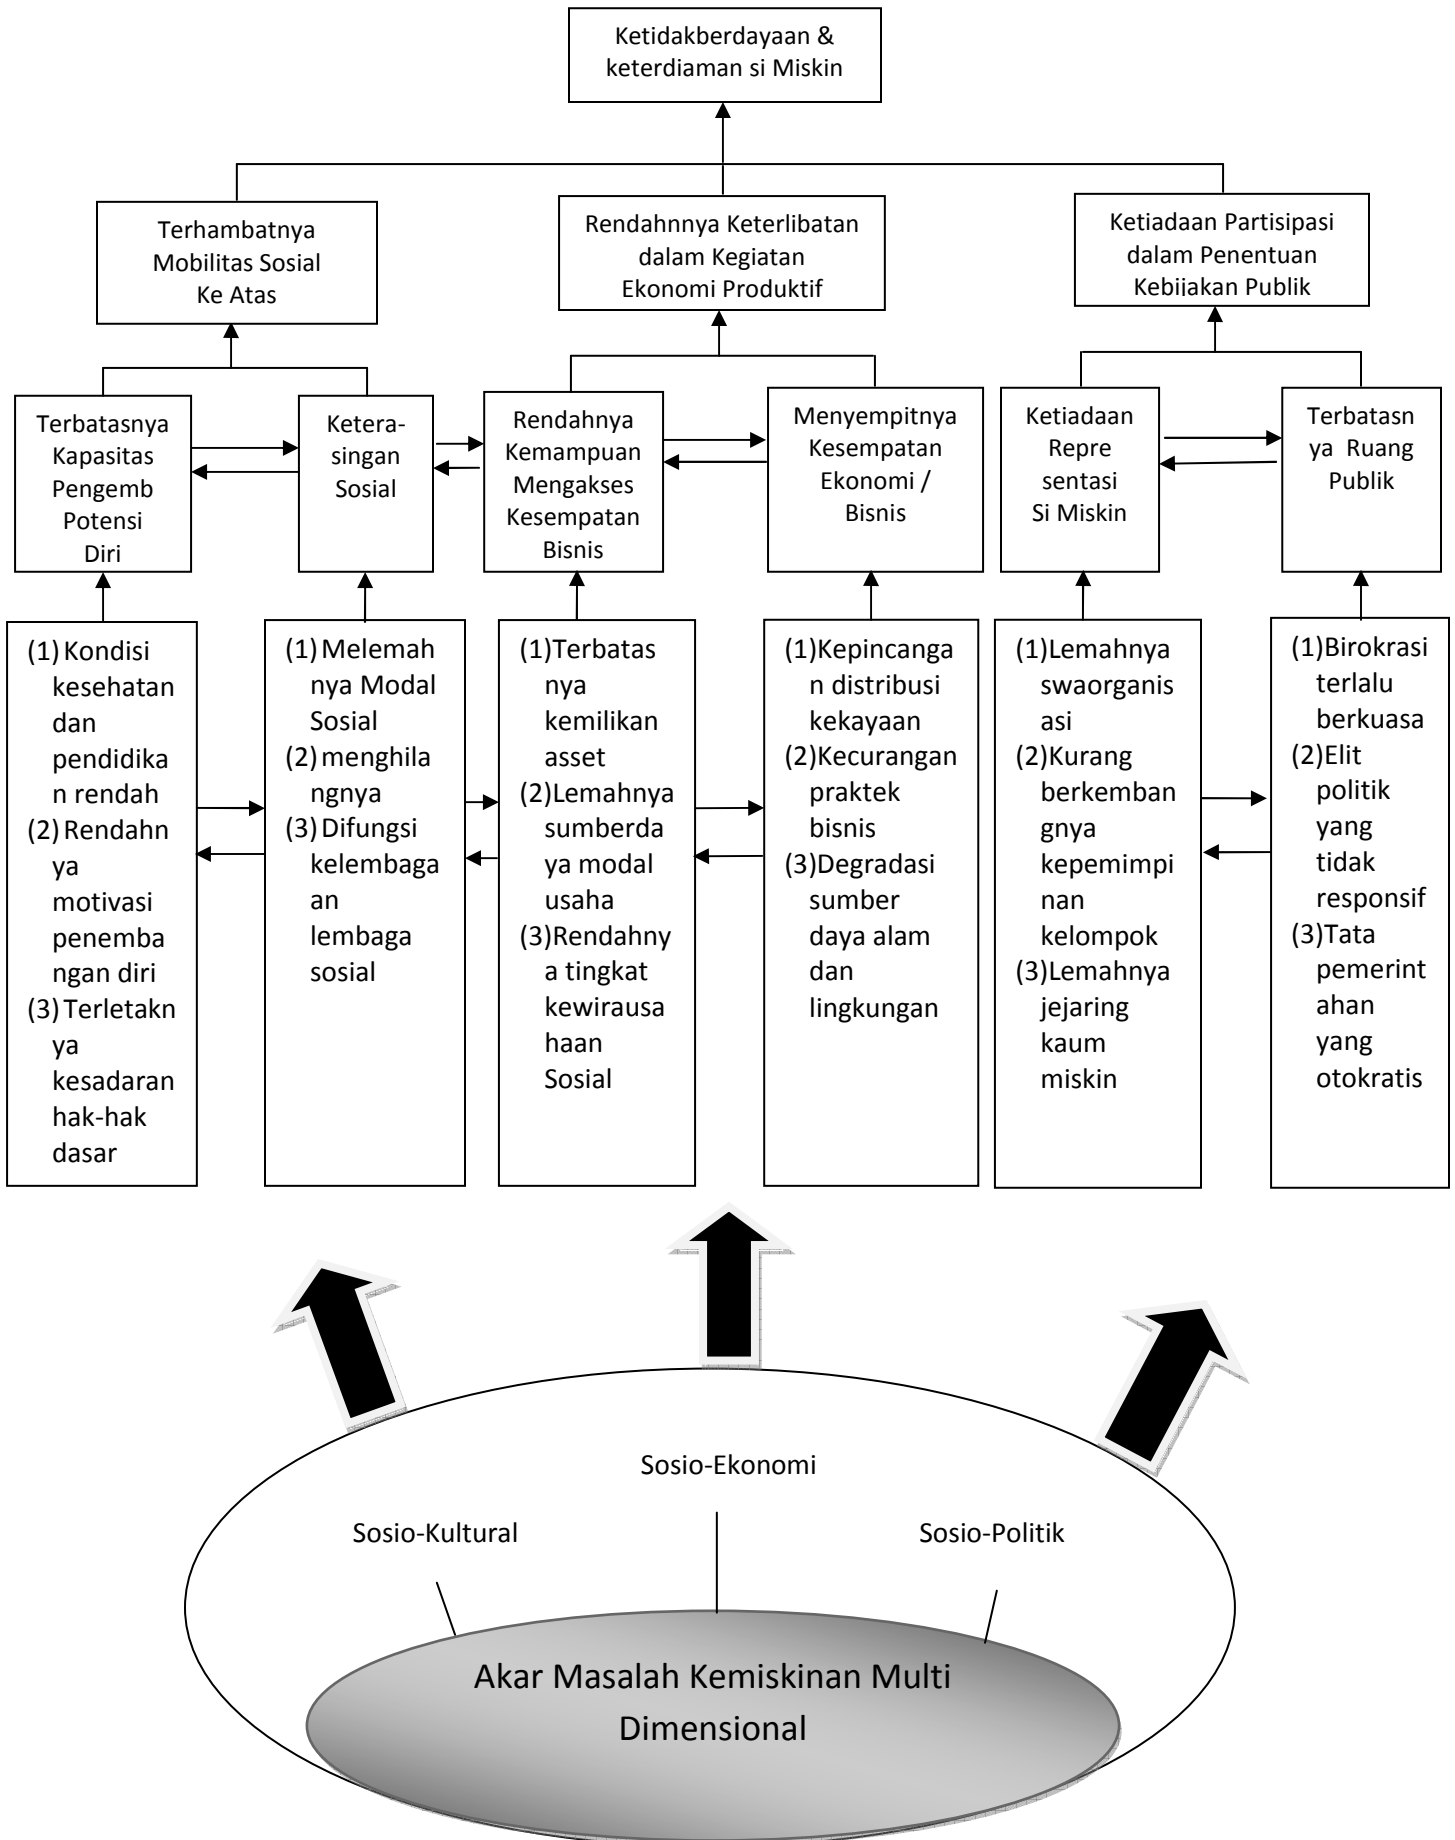 Ketidakberdayaan &
keterdiaman si Miskin
Terhambatnya
Mobilitas Sosial
Ke Atas
Rendahnnya Keterlibatan
dalam Kegiatan
Ekonomi Produktif
Ketiadaan Partisipasi
dalam Penentuan
Kebijakan Publik
Terbatasnya
Kapasitas
Pengemb
Potensi
Diri
Ketera-
singan
Sosial
Rendahnya
Kemampuan
Mengakses
Kesempatan
Bisnis
Menyempitnya
Kesempatan
Ekonomi /
Bisnis
Ketiadaan
Repre
sentasi
Si Miskin
Terbatasn
ya Ruang
Publik
(1) Kondisi
kesehatan
dan
pendidika
n rendah
(2) Rendahn
ya
motivasi
penemba
ngan diri
(3) Terletakn
ya
kesadaran
hak-hak
dasar
(1) Melemah
nya Modal
Sosial
(2) menghila
ngnya
(3) Difungsi
kelembaga
an
lembaga
sosial
(1)Terbatas
nya
kemilikan
asset
(2)Lemahnya
sumberda
ya modal
usaha
(3)Rendahny
a tingkat
kewirausa
haan
Sosial
(1)Kepincanga
n distribusi
kekayaan
(2)Kecurangan
praktek
bisnis
(3)Degradasi
sumber
daya alam
dan
lingkungan
(1)Lemahnya
swaorganis
asi
(2)Kurang
berkemban
gnya
kepemimpi
nan
kelompok
(3)Lemahnya
jejaring
kaum
miskin
(1)Birokrasi
terlalu
berkuasa
(2)Elit
politik
yang
tidak
responsif
(3)Tata
pemerint
ahan
yang
otokratis
Sosio-Ekonomi
Sosio-Kultural
Sosio-Politik
Akar Masalah Kemiskinan Multi
Dimensional